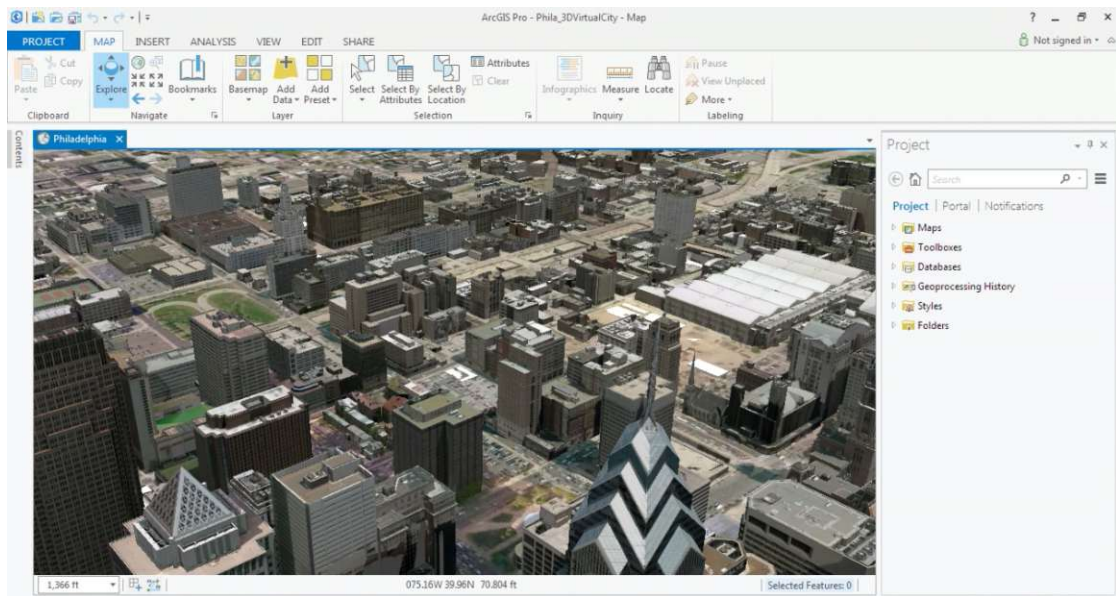 ArcGIS Pro - Phila_3DVirtualCity - Map
?
Not signed in
PROJECT MAP INSERT ANALYSIS VIEW EDIT SHARE
Paste
Cut
Copy
Clipboard
Explore
Bookmarks
Navigate
Basemap
Add Data
Add Preset
Layer
Select
Select By Attributes
Select By Location
Attributes
Clear
Selection
Infographics
Measure
Locate
Inquiry
Pause
View Unplaced
More
Labeling
Contents
Philadelphia
Project
Search
Project | Portal | Notifications
Maps
Toolboxes
Databases
Geoprocessing History
Styles
Folders
1,366 ft
075.16W 39.96N 70.804 ft
Selected Features: 0